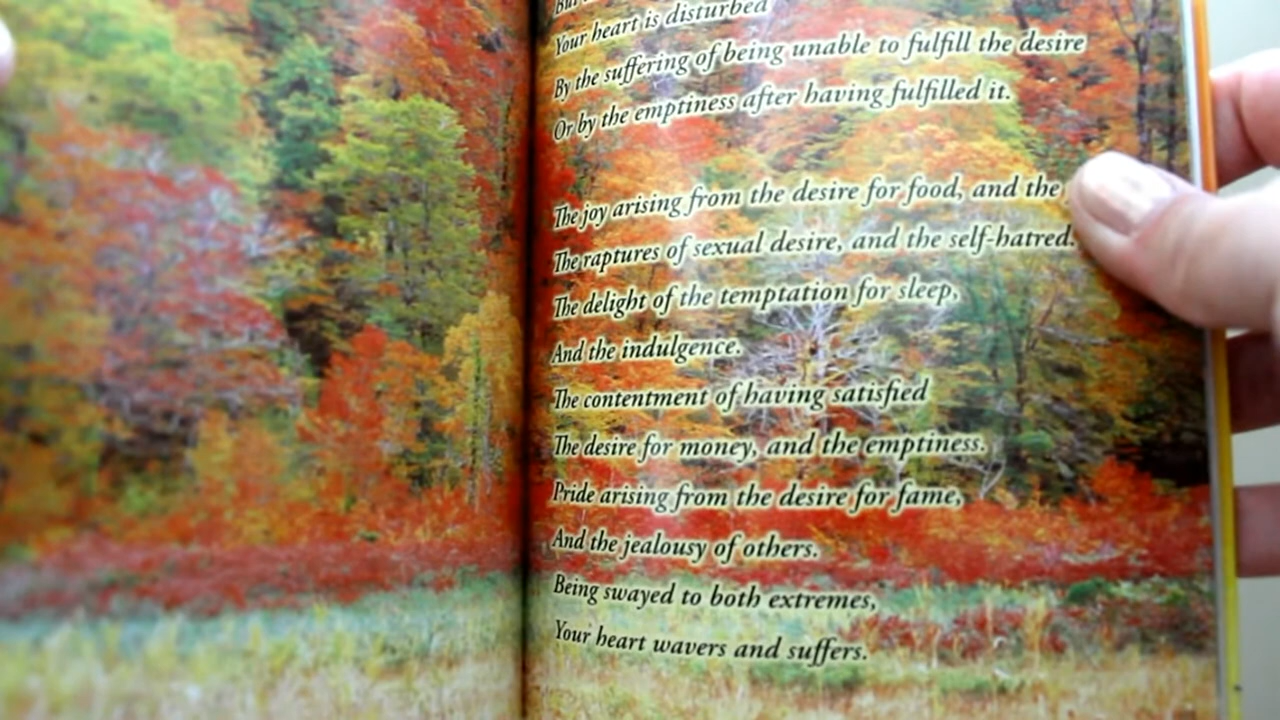 But
Your heart is disturbed
By the suffering of being unable to fulfill the desire
Or by the emptiness after having fulfilled it.
The joy arising from the desire for food, and the
The raptures of sexual desire, and the self-hatred.
The delight of the temptation for sleep,
And the indulgence.
The contentment of having satisfied
The desire for money, and the emptiness.
Pride arising from the desire for fame,
And the jealousy of others.
Being swayed to both extremes,
Your heart wavers and suffers.